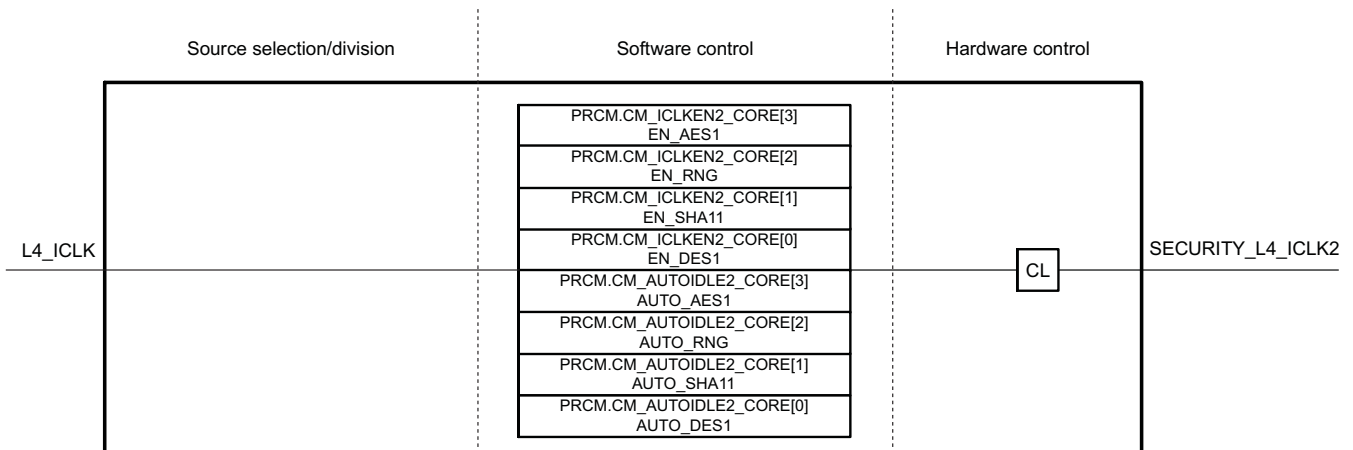 Source selection/division
Software control
Hardware control
PRCM.CM_ICLKEN2_CORE[3]
EN_AES1
PRCM.CM_ICLKEN2_CORE[2]
EN_RNG
PRCM.CM_ICLKEN2_CORE[1]
EN_SHA11
PRCM.CM_ICLKEN2_CORE[0]
EN_DES1
L4_ICLK
PRCM.CM_AUTOIDLE2_CORE[3]
AUTO_AES1
PRCM.CM_AUTOIDLE2_CORE[2]
AUTO_RNG
PRCM.CM_AUTOIDLE2_CORE[1]
AUTO_SHA11
PRCM.CM_AUTOIDLE2_CORE[0]
AUTO_DES1
CL
SECURITY_L4_ICLK2